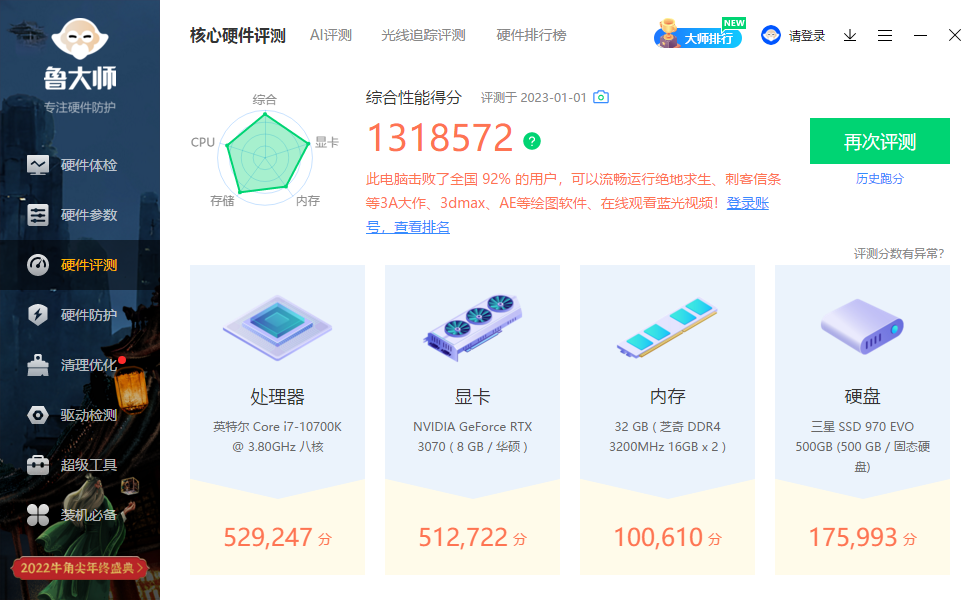 鲁大师
专注硬件防护
硬件体检
硬件参数
硬件评测
硬件防护
清理优化
驱动检测
超级工具
装机必备
2022牛角尖年终盛典
核心硬件评测
AI评测
光线追踪评测
硬件排行榜
大师排行
NEW
请登录
综合
CPU
显卡
存储
内存
综合性能得分
评测于 2023-01-01
1318572
?
此电脑击败了全国 92% 的用户，可以流畅运行绝地求生、刺客信条
等3A大作、3dmax、AE等绘图软件、在线观看蓝光视频！登录账
号，查看排名
再次评测
历史跑分
评测分数有异常?
处理器
英特尔 Core i7-10700K
@ 3.80GHz 八核
529,247 分
显卡
NVIDIA GeForce RTX
3070 ( 8 GB / 华硕 )
512,722 分
内存
32 GB ( 芝奇 DDR4
3200MHz 16GB x 2 )
100,610 分
硬盘
三星 SSD 970 EVO
500GB (500 GB / 固态硬
盘)
175,993 分